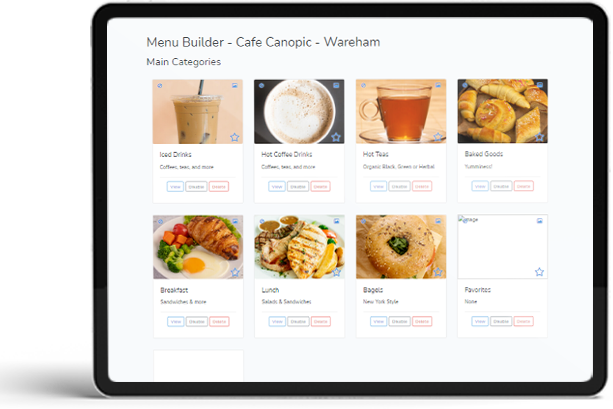 Menu Builder - Cafe Canopic - Wareham
Main Categories
Iced Drinks
Coffees, teas, and more
View Disable Delete
Hot Coffee Drinks
Coffees, teas, and more
View Disable Delete
Hot Teas
Organic Black, Green or Herbal
View Disable Delete
Baked Goods
Yumminess!
View Disable Delete
Breakfast
Sandwiches & more
View Disable Delete
Lunch
Salads & Sandwiches
View Disable Delete
Bagels
New York Style
View Disable Delete
Image
Favorites
None
View Disable Delete